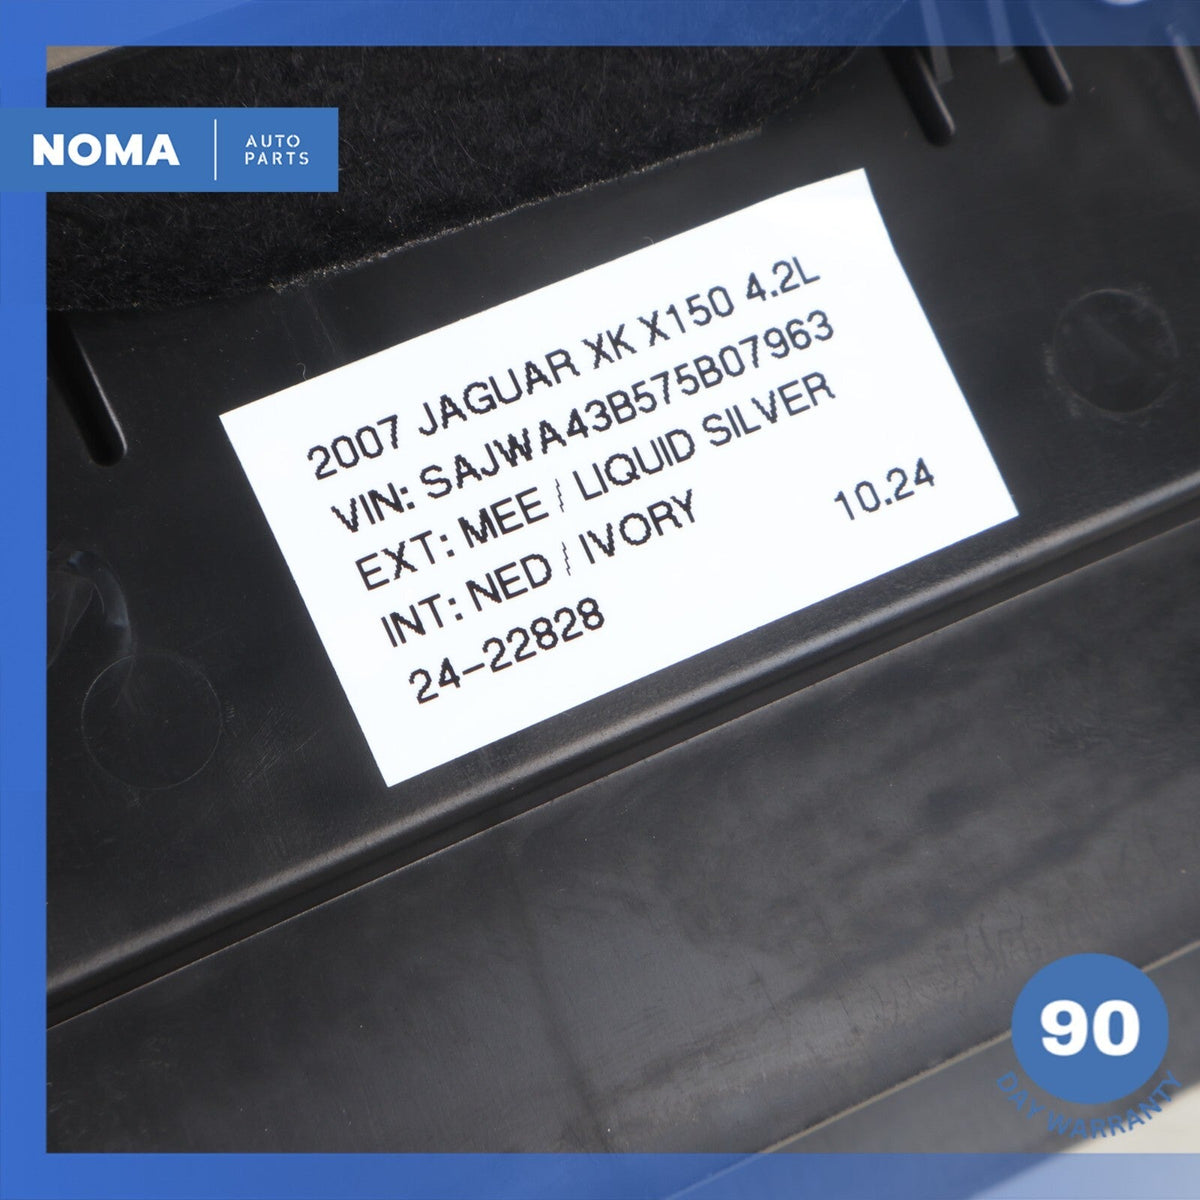 NOMA
AUTO
PARTS
2007 JAGUAR XK X150 4.2L
VIN: SAJWA43B575B07963
EXT: MEE / LIQUID SILVER
INT: NED / IVORY
10.24
24-22828
90
DAY WARRANTY